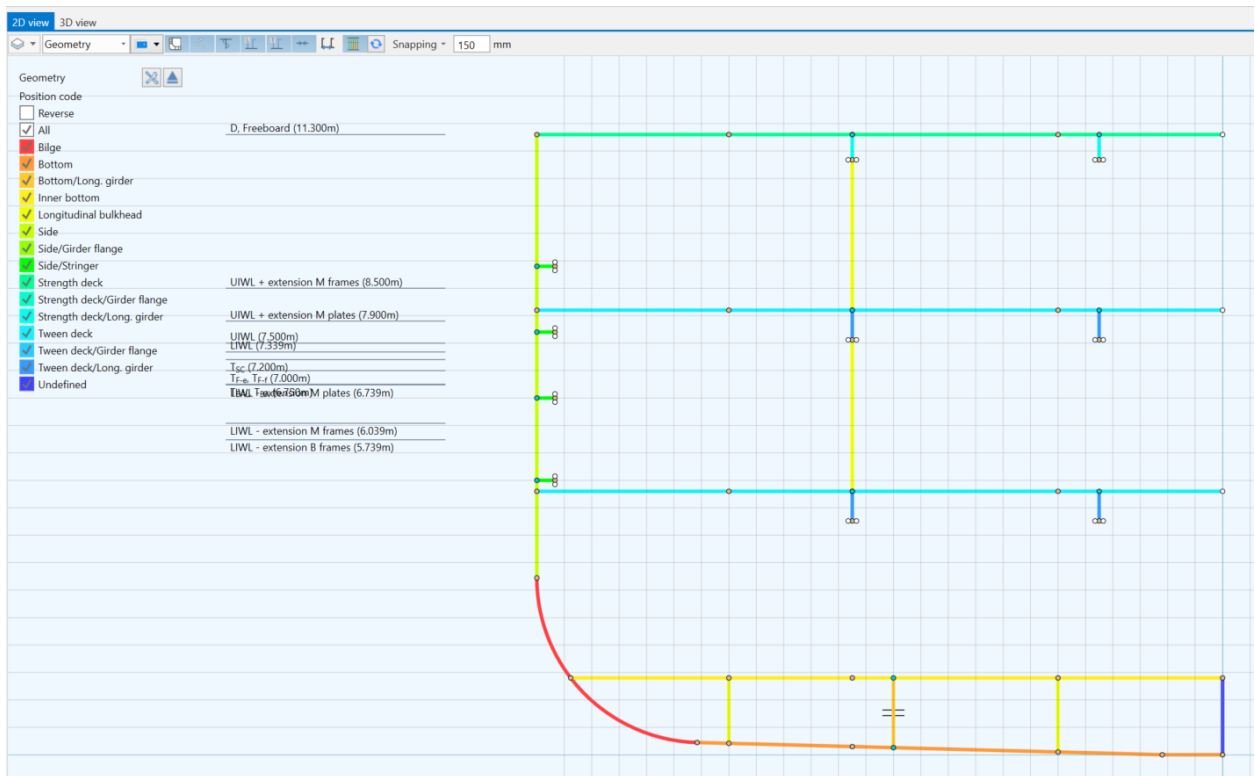 2D view 3D view
Geometry Snapping 150 mm
Geometry
Position code
Reverse
All
Bilge
Bottom
Bottom/Long. girder
Inner bottom
Longitudinal bulkhead
Side
Side/Girder flange
Side/Stringer
Strength deck
Strength deck/Girder flange
Strength deck/Long. girder
Tween deck
Tween deck/Girder flange
Tween deck/Long. girder
Undefined
D, Freeboard (11.300m)
UIWL + extension M frames (8.500m)
UIWL + extension M plates (7.900m)
UIWL (7.500m)
LIWL (7.339m)
TSC (7.200m)
TF-e, TF-f (7.000m)
M plates (6.739m)
LIWL - extension M frames (6.039m)
LIWL - extension B frames (5.739m)